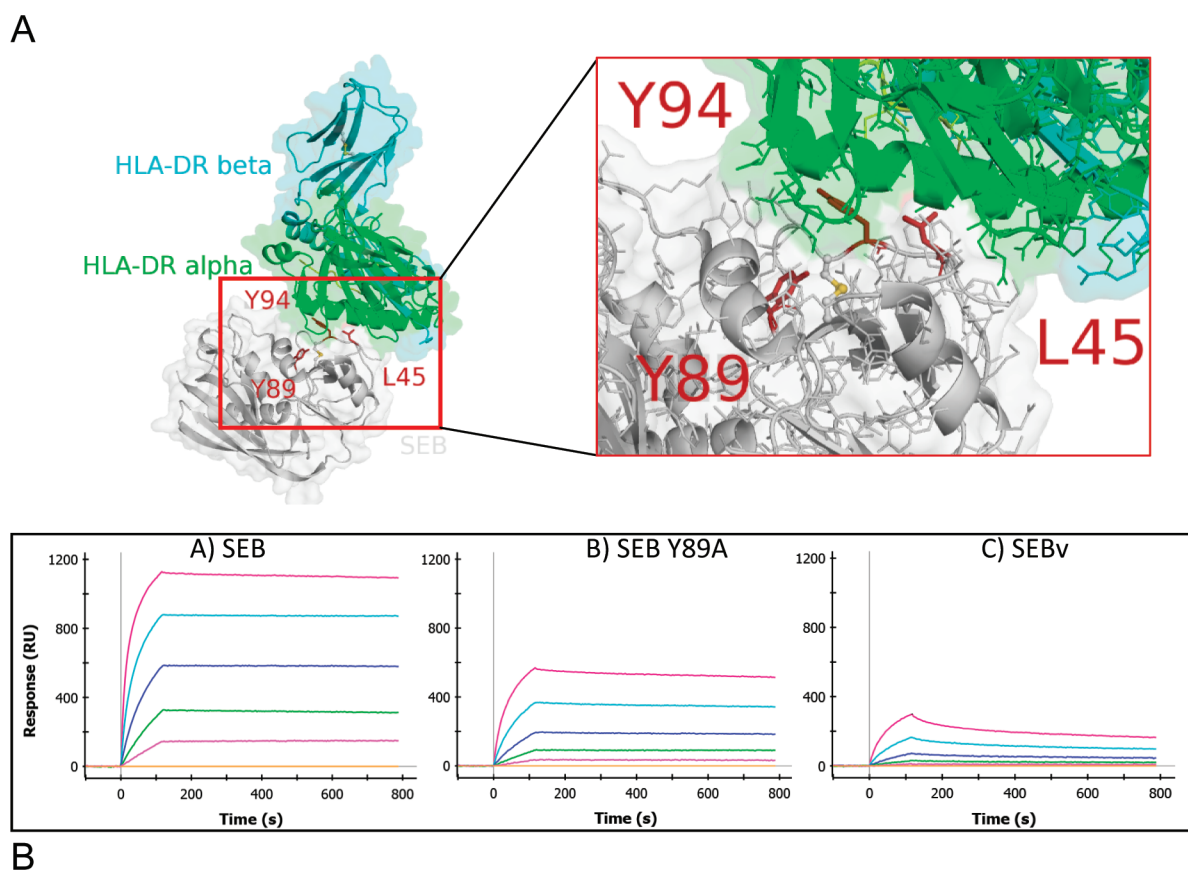 A
HLA-DR beta
HLA-DR alpha
Y94
Y89
L45
SEB
Y94
Y89
L45
A) SEB
B) SEB Y89A
C) SEBv
Response (RU)
1200
800
400
0
0 200 400 600 800
Time (s)
1200
800
400
0
0 200 400 600 800
Time (s)
1200
800
400
0
0 200 400 600 800
Time (s)
B